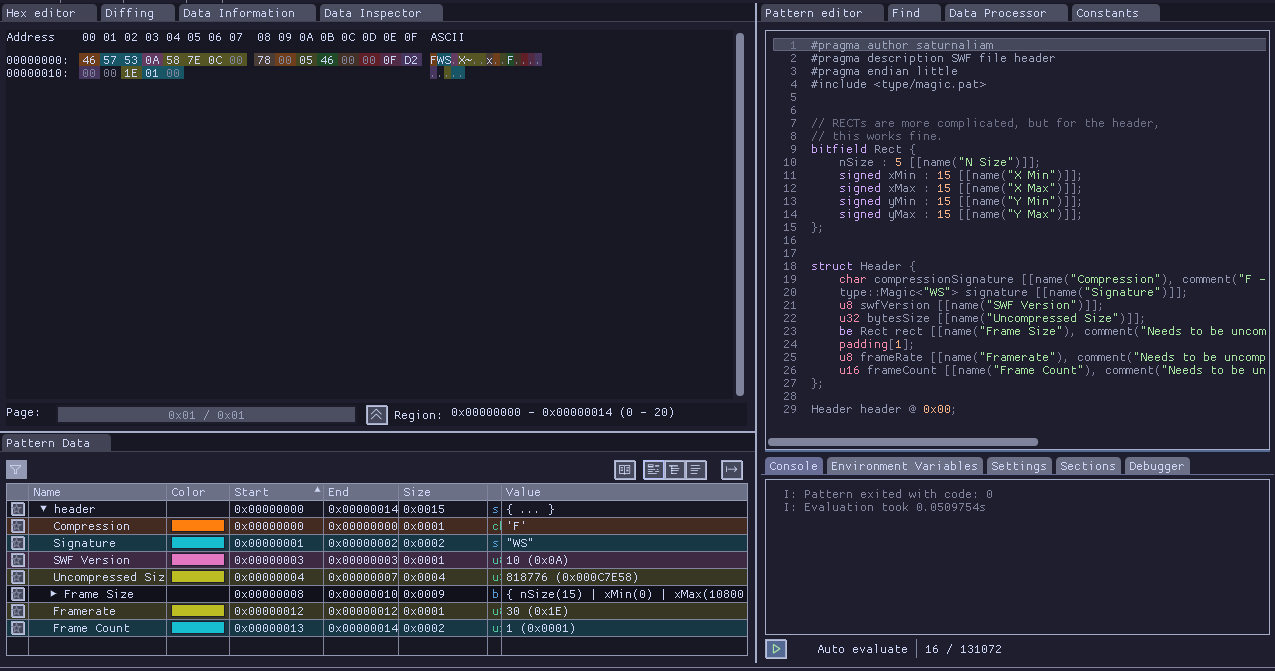 Hex editor Diffing Data Information Data Inspector
Address 00 01 02 03 04 05 06 07 08 09 0A 0B 0C 0D 0E 0F ASCII
00000000: 46 57 53 0A 58 7E 0C 00 78 00 05 46 00 00 0F D2 FWS.X~..x..F....
00000010: 00 00 1E 01 00 .....
Page: 0x01 / 0x01 Region: 0x00000000 - 0x00000014 (0 - 20)
Pattern Data
Name Color Start End Size Value
header 0x00000000 0x00000014 0x0015 s { ... }
Compression 0x00000000 0x00000000 0x0001 'F'
Signature 0x00000001 0x00000002 0x0002 s "WS"
SWF Version 0x00000003 0x00000003 0x0001 10 (0x0A)
Uncompressed Siz 0x00000004 0x00000007 0x0004 818776 (0x000C7E58)
Frame Size 0x00000008 0x00000010 0x0009 b { nSize(15) | xMin(0) | xMax(10800
Framerate 0x00000012 0x00000012 0x0001 30 (0x1E)
Frame Count 0x00000013 0x00000014 0x0002 1 (0x0001)
Pattern editor Find Data Processor Constants
1 #pragma author saturnaliam
2 #pragma description SWF file header
3 #pragma endian little
4 #include <type/magic.pat>
5
6
7 // RECTs are more complicated, but for the header,
8 // this works fine.
9 bitfield Rect {
10 nSize : 5 [[name("N Size")]];
11 signed xMin : 15 [[name("X Min")]];
12 signed xMax : 15 [[name("X Max")]];
13 signed yMin : 15 [[name("Y Min")]];
14 signed yMax : 15 [[name("Y Max")]];
15 };
16
17
18 struct Header {
19 char compressionSignature [[name("Compression"), comment("F -
20 type::Magic<"WS"> signature [[name("Signature")]];
21 u8 swfVersion [[name("SWF Version")]];
22 u32 bytesSize [[name("Uncompressed Size")]];
23 be Rect rect [[name("Frame Size"), comment("Needs to be uncom
24 padding[1];
25 u8 frameRate [[name("Framerate"), comment("Needs to be uncomp
26 u16 frameCount [[name("Frame Count"), comment("Needs to be un
27 };
28
29 Header header @ 0x00;
Console Environment Variables Settings Sections Debugger
I: Pattern exited with code: 0
I: Evaluation took 0.0509754s
Auto evaluate 16 / 131072